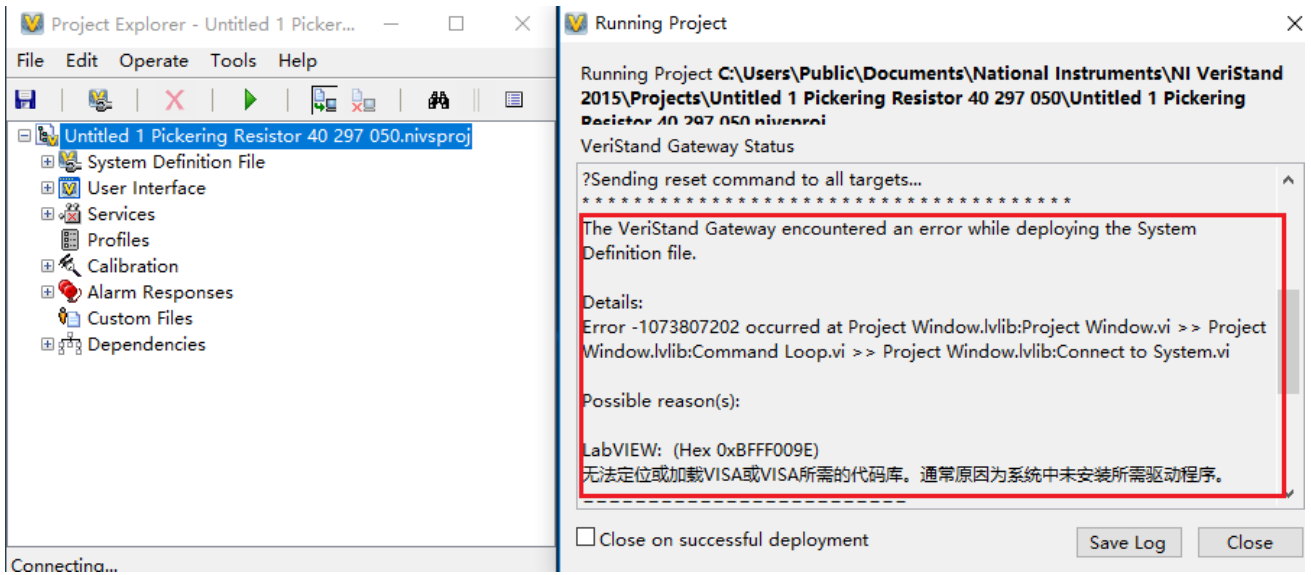 Project Explorer - Untitled 1 Picker...
File Edit Operate Tools Help
Untitled 1 Pickering Resistor 40 297 050.nivsproj
System Definition File
User Interface
Services
Profiles
Calibration
Alarm Responses
Custom Files
Dependencies
Connecting...
Running Project
Running Project C:\Users\Public\Documents\National Instruments\NI VeriStand
2015\Projects\Untitled 1 Pickering Resistor 40 297 050\Untitled 1 Pickering
Resistor 40 297 050.nivsproj
VeriStand Gateway Status
?Sending reset command to all targets...
* * * * * * * * * * * * * * * * * * * * * * * * * * * * * * * * * * * * * *
The VeriStand Gateway encountered an error while deploying the System
Definition file.
Details:
Error -1073807202 occurred at Project Window.lvlib:Project Window.vi >> Project
Window.lvlib:Command Loop.vi >> Project Window.lvlib:Connect to System.vi
Possible reason(s):
LabVIEW: (Hex 0xBFFF009E)
无法定位或加载VISA或VISA所需的代码库。通常原因为系统中未安装所需驱动程序。
Close on successful deployment
Save Log
Close